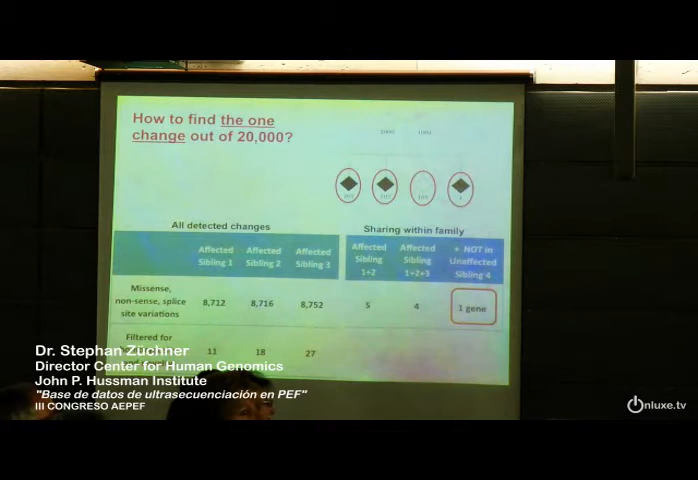 How to find the one
change out of 20,000?
All detected changes
Sharing within family
Affected Sibling 1
Affected Sibling 2
Affected Sibling 3
Affected Sibling 1+2
Affected Sibling 1+2+3
+ NOT in Unaffected Sibling 4
Missense,
non-sense, splice
site variations
8,712 8,716 8,752 5 4 1 gene
Filtered for
11 18 27
Dr. Stephan Züchner
Director Center for Human Genomics
John P. Hussman Institute
"Base de datos de ultrasecuenciación en PEF"
III CONGRESO AEPEF
onluxe.tv